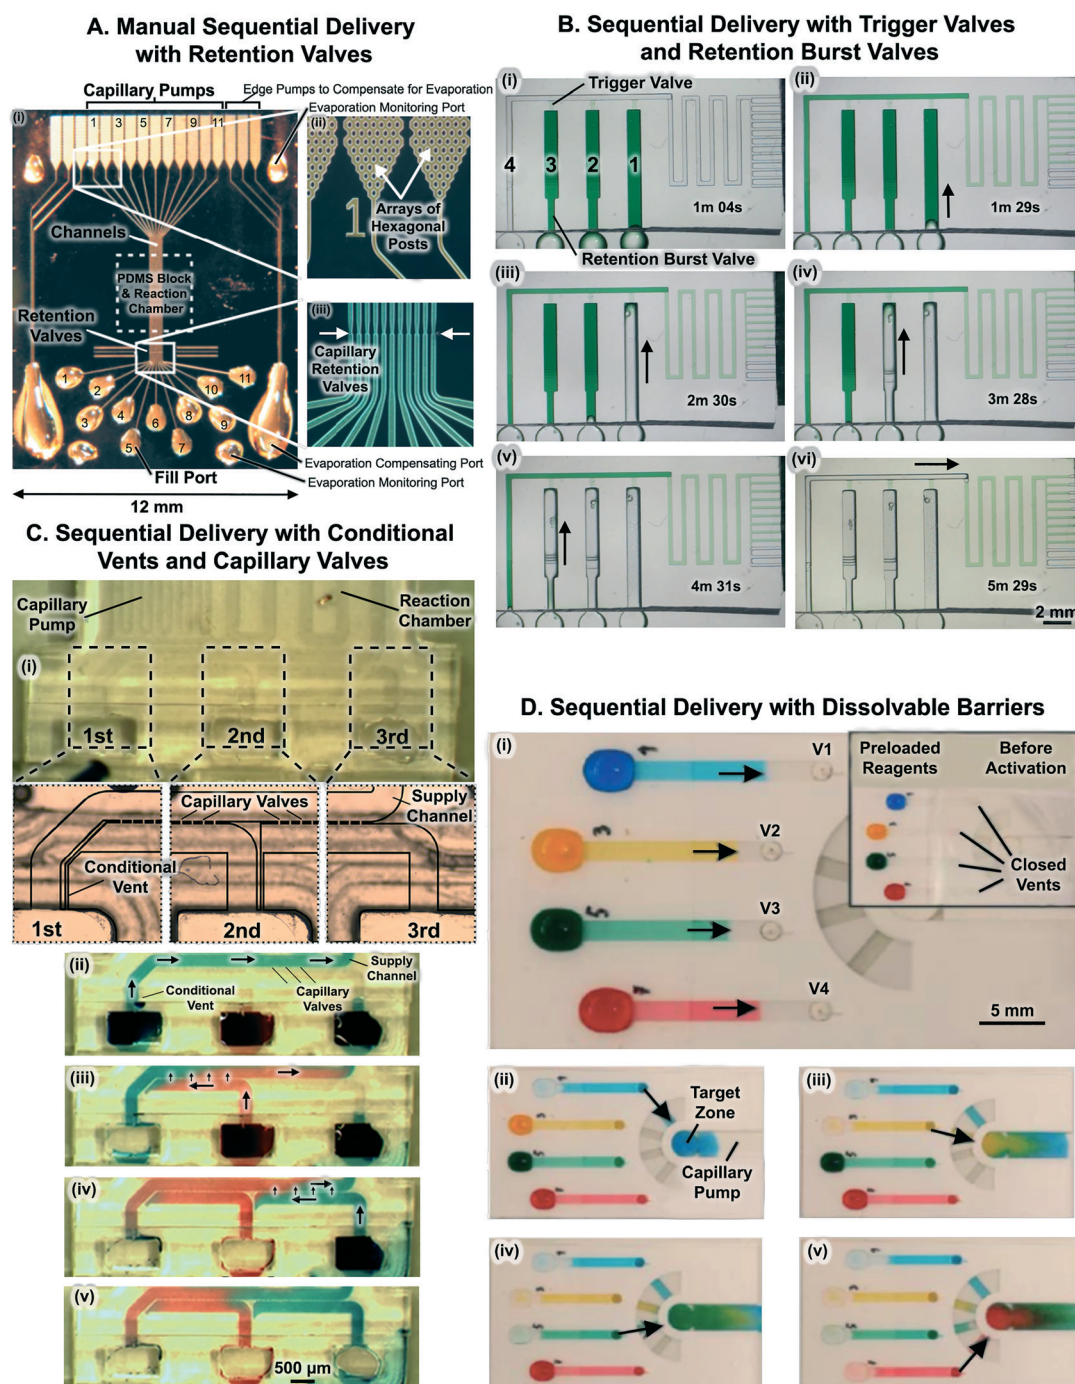 A. Manual Sequential Delivery
with Retention Valves
Capillary Pumps
Edge Pumps to Compensate for Evaporation
Evaporation Monitoring Port
(i)
1 3 5 7 9 11
(ii)
1
Arrays of
Hexagonal
Posts
Channels
PDMS Block
& Reaction
Chamber
Retention
Valves
(iii)
Capillary
Retention
Valves
1
2
3
4
5
6
7
8
9
10
11
Fill Port
Evaporation Compensating Port
Evaporation Monitoring Port
12 mm
B. Sequential Delivery with Trigger Valves
and Retention Burst Valves
(i)
Trigger Valve
4 3 2 1
1m 04s
Retention Burst Valve
(ii)
1m 29s
(iii)
2m 30s
(iv)
3m 28s
(v)
4m 31s
(vi)
5m 29s
2 mm
C. Sequential Delivery with Conditional
Vents and Capillary Valves
Capillary
Pump
Reaction
Chamber
(i)
1st
2nd
3rd
Capillary Valves
Supply
Channel
Conditional
Vent
1st
2nd
3rd
(ii)
Conditional
Vent
Capillary
Valves
Supply
Channel
(iii)
(iv)
(v)
500 µm
D. Sequential Delivery with Dissolvable Barriers
(i)
1
V1
3
V2
5
V3
V4
Preloaded
Reagents
Before
Activation
Closed
Vents
5 mm
(ii)
Target
Zone
Capillary
Pump
(iii)
(iv)
(v)